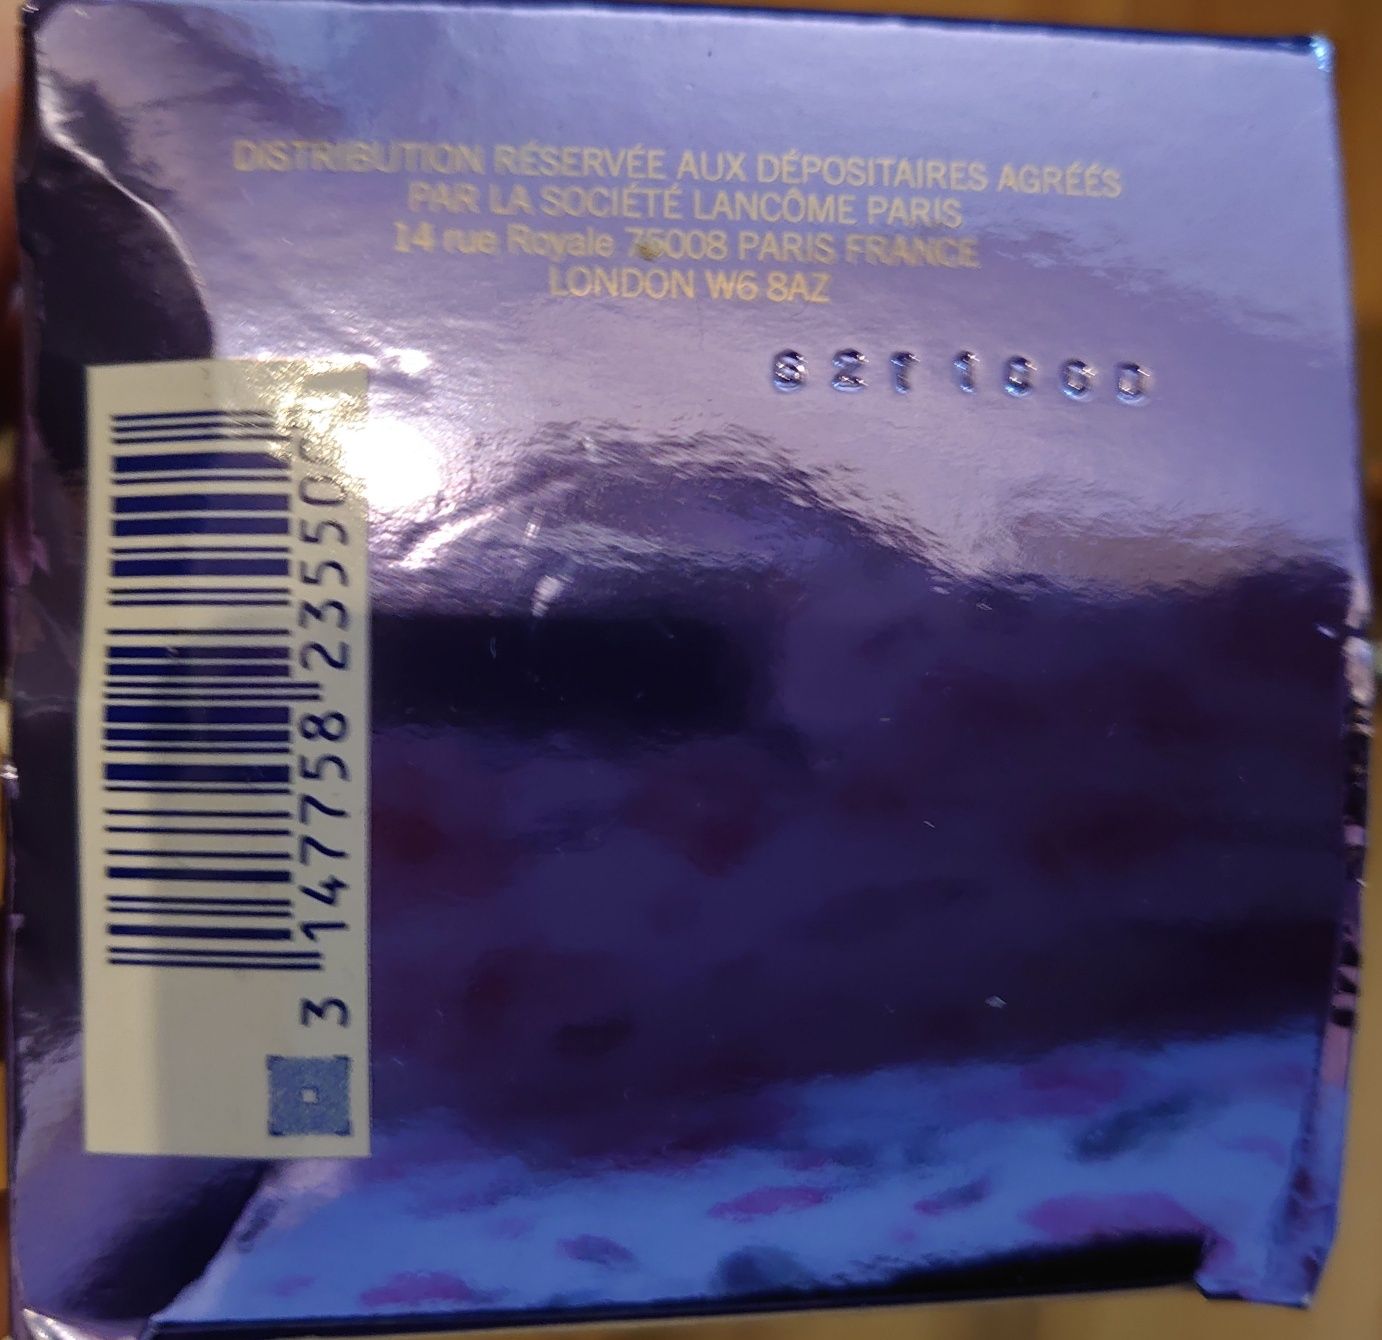 DISTRIBUTION RÉSERVÉE AUX DÉPOSITAIRES AGRÉÉS
PAR LA SOCIÉTÉ LANCÔME PARIS
14 rue Royale 75008 PARIS FRANCE
LONDON W6 8AZ
3 147758 23550